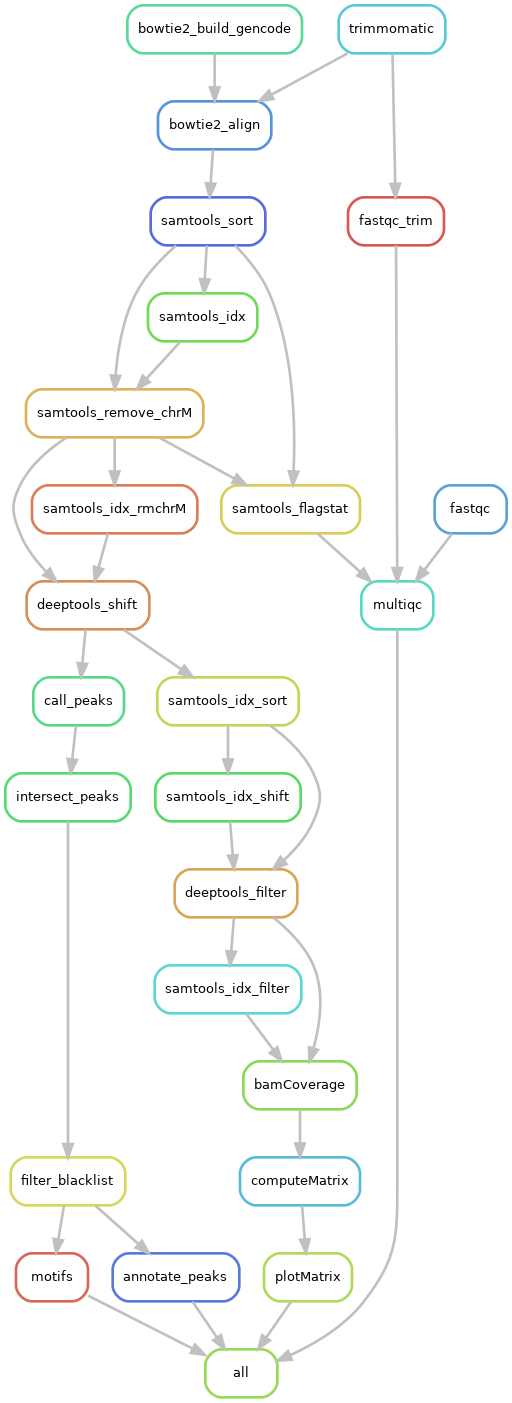 bowtie2_build_gencode
trimmomatic
bowtie2_align
samtools_sort
fastqc_trim
samtools_idx
samtools_remove_chrM
samtools_idx_rmchrM
samtools_flagstat
fastqc
deeptools_shift
multiqc
call_peaks
samtools_idx_sort
intersect_peaks
samtools_idx_shift
deeptools_filter
samtools_idx_filter
bamCoverage
filter_blacklist
computeMatrix
motifs
annotate_peaks
plotMatrix
all